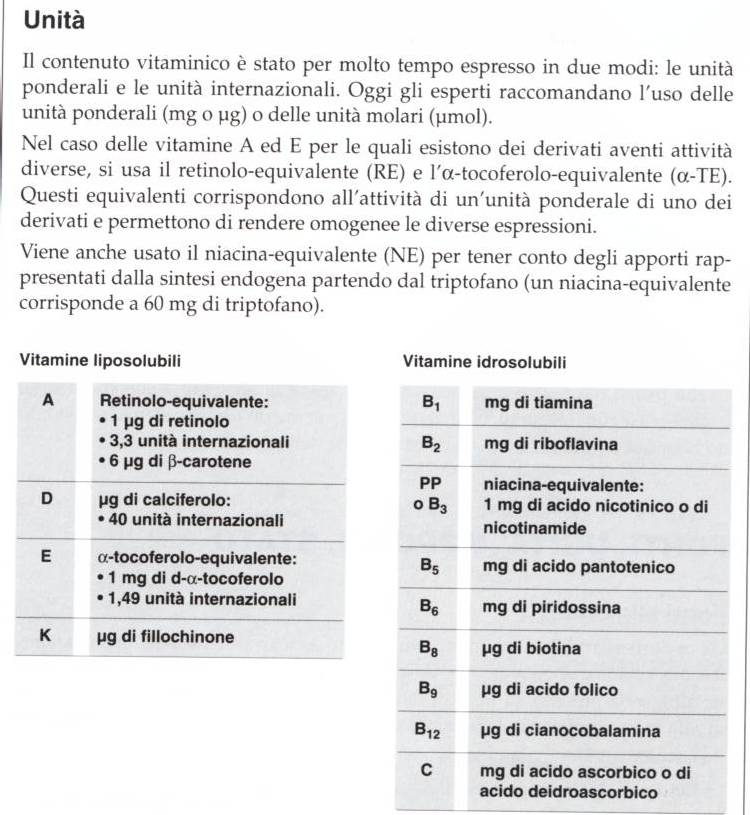 Unità
Il contenuto vitaminico è stato per molto tempo espresso in due modi: le unità
ponderali e le unità internazionali. Oggi gli esperti raccomandano l'uso delle
unità ponderali (mg o µg) o delle unità molari (µmol).
Nel caso delle vitamine A ed E per le quali esistono dei derivati aventi attività
diverse, si usa il retinolo-equivalente (RE) e l'α-tocoferolo-equivalente (α-TE).
Questi equivalenti corrispondono all'attività di un'unità ponderale di uno dei
derivati e permettono di rendere omogenee le diverse espressioni.
Viene anche usato il niacina-equivalente (NE) per tener conto degli apporti rap-
presentati dalla sintesi endogena partendo dal triptofano (un niacina-equivalente
corrisponde a 60 mg di triptofano).
Vitamine liposolubili
A Retinolo-equivalente:
• 1 µg di retinolo
• 3,3 unità internazionali
• 6 µg di β-carotene
D µg di calciferolo:
• 40 unità internazionali
E α-tocoferolo-equivalente:
• 1 mg di d-α-tocoferolo
• 1,49 unità internazionali
K µg di fillochinone
Vitamine idrosolubili
B₁ mg di tiamina
B₂ mg di riboflavina
PP niacina-equivalente:
o B₃ 1 mg di acido nicotinico o di
nicotinamide
B₅ mg di acido pantotenico
B₆ mg di piridossina
B₈ µg di biotina
B₉ µg di acido folico
B₁₂ µg di cianocobalamina
C mg di acido ascorbico o di
acido deidroascorbico